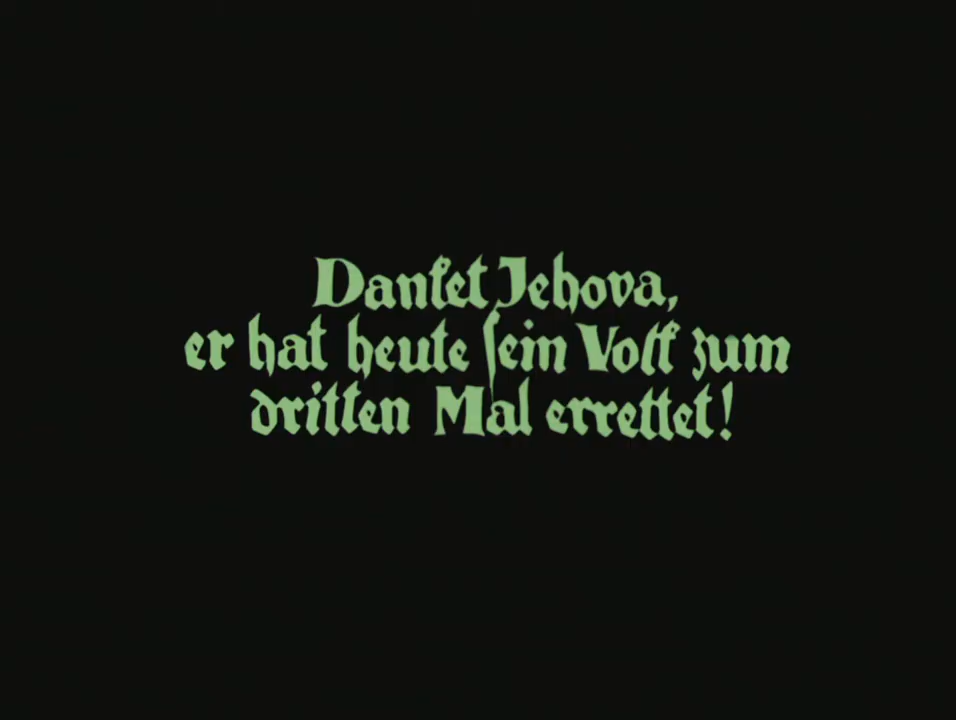 Danket Jehova,
er hat heute ſein Volk zum
dritten Mal errettet!